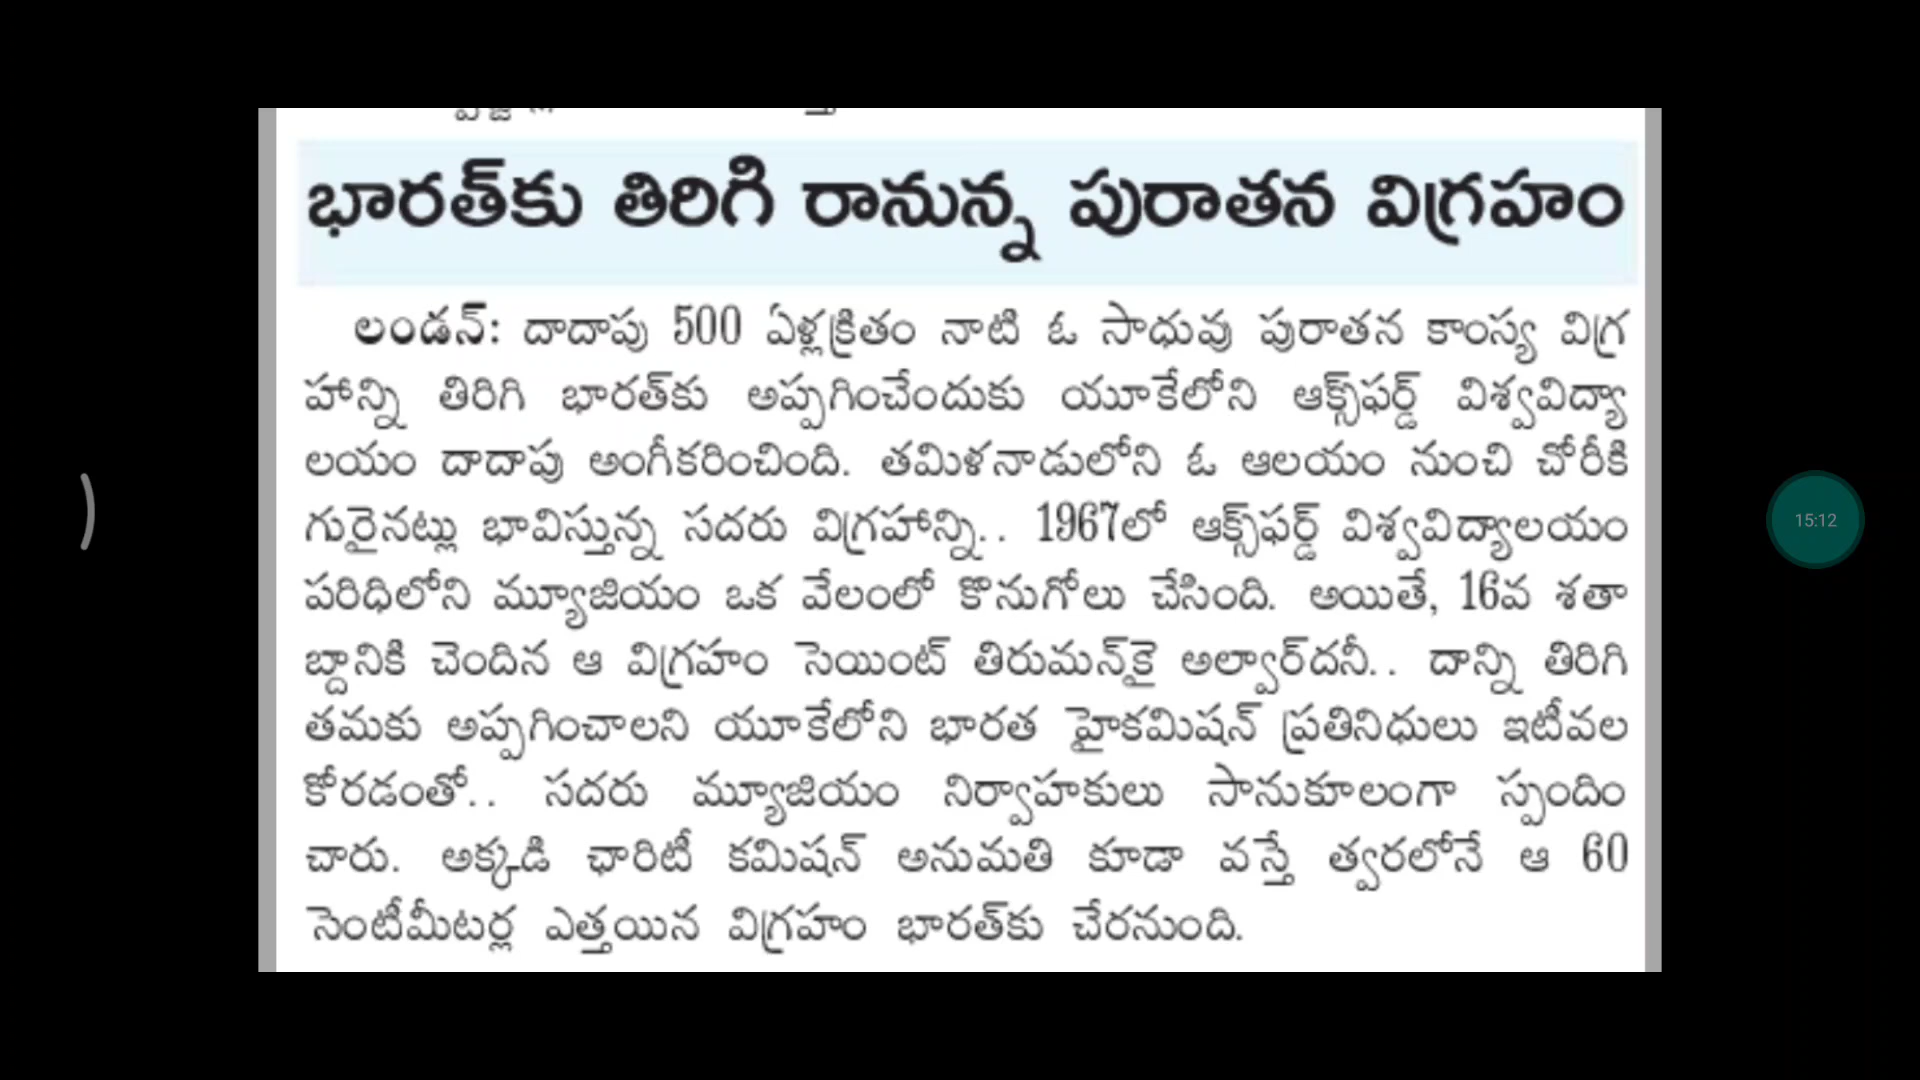 భారత్‌కు తిరిగి రానున్న పురాతన విగ్రహం
లండన్: దాదాపు 500 ఏళ్లక్రితం నాటి ఓ సాధువు పురాతన కాంస్య విగ్ర
హాన్ని తిరిగి భారత్‌కు అప్పగించేందుకు యూకేలోని ఆక్స్‌ఫర్డ్ విశ్వవిద్యా
లయం దాదాపు అంగీకరించింది. తమిళనాడులోని ఓ ఆలయం నుంచి చోరీకి
గురైనట్లు భావిస్తున్న సదరు విగ్రహాన్ని.. 1967లో ఆక్స్‌ఫర్డ్ విశ్వవిద్యాలయం
పరిధిలోని మ్యూజియం ఒక వేలంలో కొనుగోలు చేసింది. అయితే, 16వ శతా
బ్దానికి చెందిన ఆ విగ్రహం సెయింట్ తిరుమన్‌కై అల్వార్‌దనీ.. దాన్ని తిరిగి
తమకు అప్పగించాలని యూకేలోని భారత హైకమిషన్ ప్రతినిధులు ఇటీవల
కోరడంతో.. సదరు మ్యూజియం నిర్వాహకులు సానుకూలంగా స్పందిం
చారు. అక్కడి ఛారిటీ కమిషన్ అనుమతి కూడా వస్తే త్వరలోనే ఆ 60
సెంటీమీటర్ల ఎత్తయిన విగ్రహం భారత్‌కు చేరనుంది.
15:12